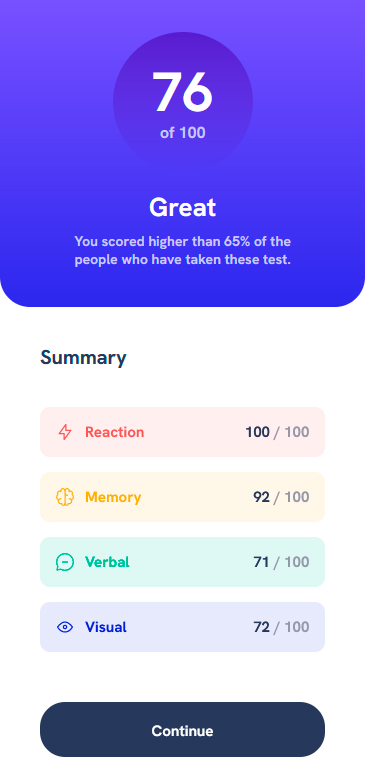 76
of 100
Great
You scored higher than 65% of the
people who have taken these test.
Summary
Reaction 100 / 100
Memory 92 / 100
Verbal 71 / 100
Visual 72 / 100
Continue